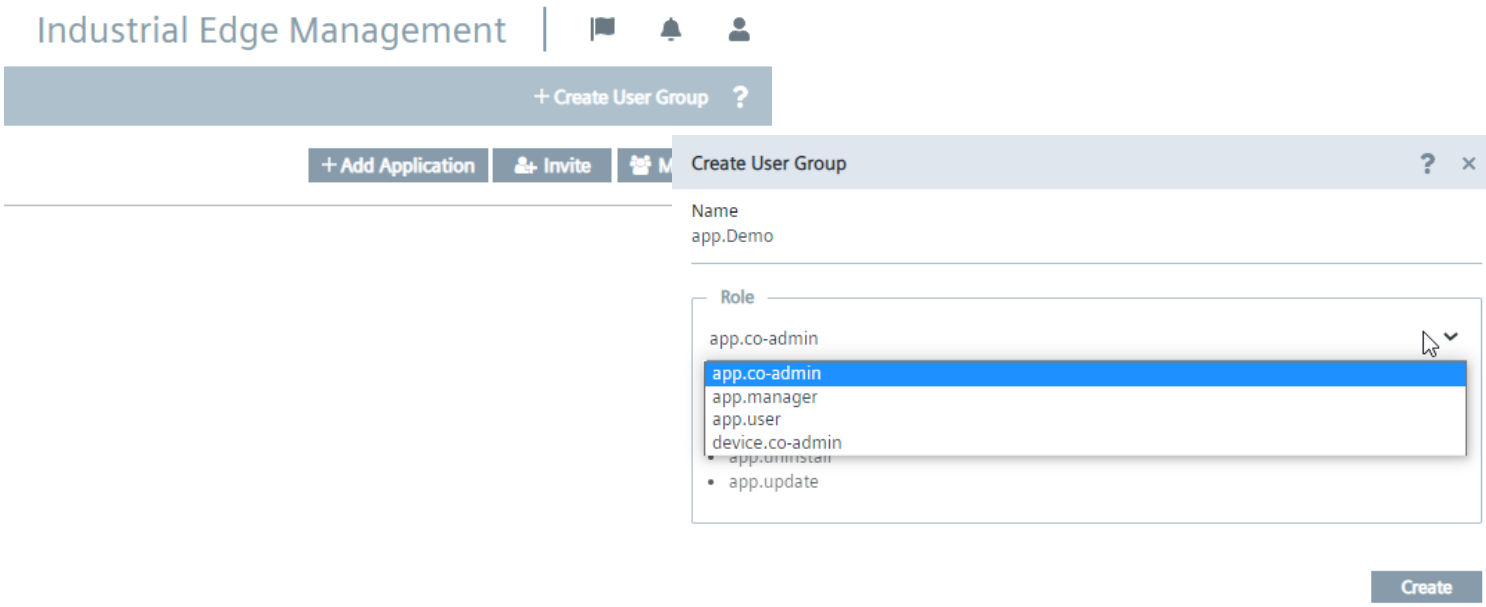 Industrial Edge Management
+ Create User Group ?
+ Add Application
Invite
M
Create User Group ? ×
Name
app.Demo
Role
app.co-admin
app.co-admin
app.manager
app.user
device.co-admin
• app.uninstall
• app.update
Create